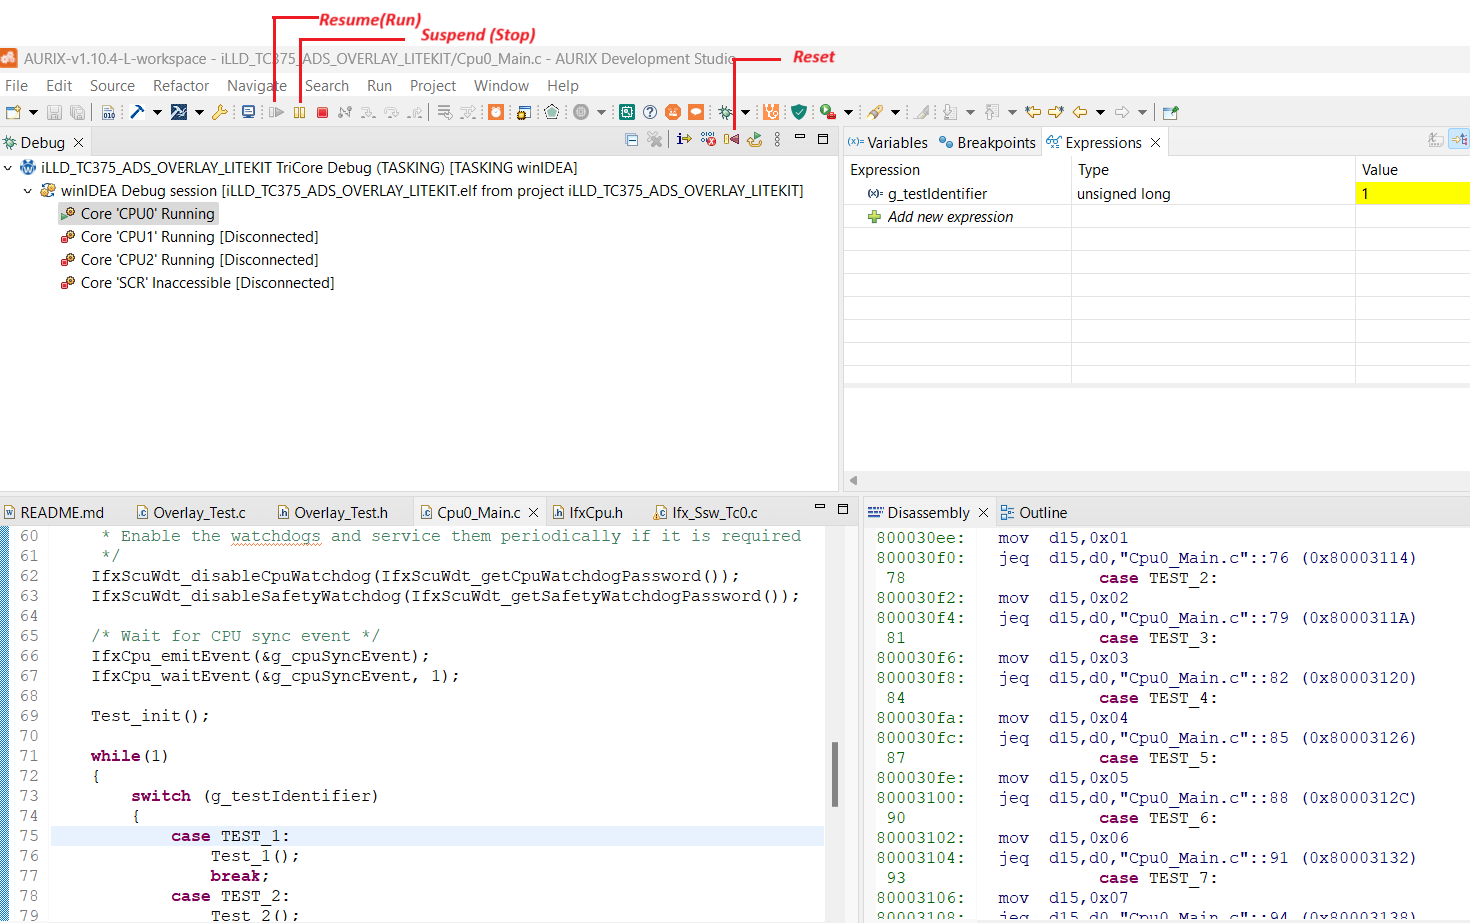 Resume(Run)
Suspend (Stop)
Reset
AURIX-v1.10.4-L-workspace - iLLD_TC375_ADS_OVERLAY_LITEKIT/Cpu0_Main.c - AURIX Development Studio
File Edit Source Refactor Navigate Search Run Project Window Help
Debug
iLLD_TC375_ADS_OVERLAY_LITEKIT TriCore Debug (TASKING) [TASKING winIDEA]
winIDEA Debug session [iLLD_TC375_ADS_OVERLAY_LITEKIT.elf from project iLLD_TC375_ADS_OVERLAY_LITEKIT]
Core 'CPU0' Running
Core 'CPU1' Running [Disconnected]
Core 'CPU2' Running [Disconnected]
Core 'SCR' Inaccessible [Disconnected]
(x)= Variables Breakpoints Expressions
Expression Type Value
(x)= g_testIdentifier unsigned long 1
Add new expression
README.md Overlay_Test.c Overlay_Test.h Cpu0_Main.c IfxCpu.h Ifx_Ssw_Tc0.c
60 * Enable the watchdogs and service them periodically if it is required
61 */
62 IfxScuWdt_disableCpuWatchdog(IfxScuWdt_getCpuWatchdogPassword());
63 IfxScuWdt_disableSafetyWatchdog(IfxScuWdt_getSafetyWatchdogPassword());
64
65 /* Wait for CPU sync event */
66 IfxCpu_emitEvent(&g_cpuSyncEvent);
67 IfxCpu_waitEvent(&g_cpuSyncEvent, 1);
68
69 Test_init();
70
71 while(1)
72 {
73 switch (g_testIdentifier)
74 {
75 case TEST_1:
76 Test_1();
77 break;
78 case TEST_2:
79 Test_2();
Disassembly Outline
800030ee: mov d15,0x01
800030f0: jeq d15,d0,"Cpu0_Main.c"::76 (0x80003114)
78 case TEST_2:
800030f2: mov d15,0x02
800030f4: jeq d15,d0,"Cpu0_Main.c"::79 (0x8000311A)
81 case TEST_3:
800030f6: mov d15,0x03
800030f8: jeq d15,d0,"Cpu0_Main.c"::82 (0x80003120)
84 case TEST_4:
800030fa: mov d15,0x04
800030fc: jeq d15,d0,"Cpu0_Main.c"::85 (0x80003126)
87 case TEST_5:
800030fe: mov d15,0x05
80003100: jeq d15,d0,"Cpu0_Main.c"::88 (0x8000312C)
90 case TEST_6:
80003102: mov d15,0x06
80003104: jeq d15,d0,"Cpu0_Main.c"::91 (0x80003132)
93 case TEST_7:
80003106: mov d15,0x07
80003108: jeq d15,d0,"Cpu0_Main.c"::94 (0x80003138)